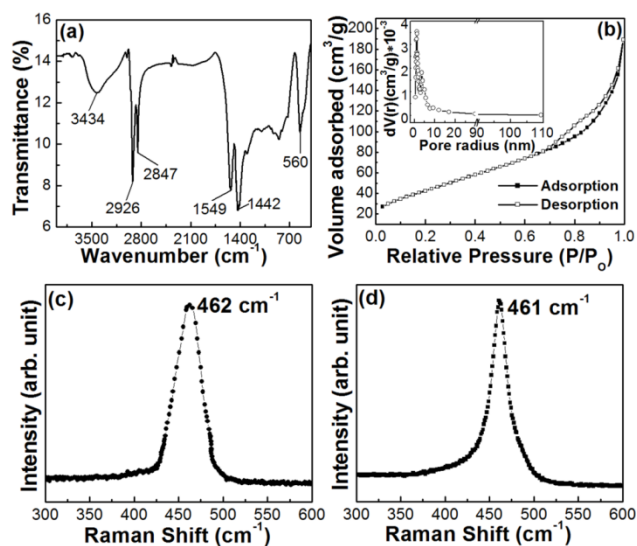 (a)
Transmittance (%)
16
14
12
10
8
6
3434
2926
2847
1549
1442
560
3500 2800 2100 1400 700
Wavenumber (cm⁻¹)
(b)
Volume adsorbed (cm³/g)
200
180
160
140
120
100
80
60
40
20
0
dV(r)(cm³/g)*10⁻³
5
4
3
2
1
0
0 10 20 90 100 110
Pore radius (nm)
Adsorption
Desorption
0.0 0.2 0.4 0.6 0.8 1.0
Relative Pressure (P/P₀)
(c)
462 cm⁻¹
Intensity (arb. unit)
300 350 400 450 500 550 600
Raman Shift (cm⁻¹)
(d)
461 cm⁻¹
Intensity (arb. unit)
300 350 400 450 500 550 600
Raman Shift (cm⁻¹)